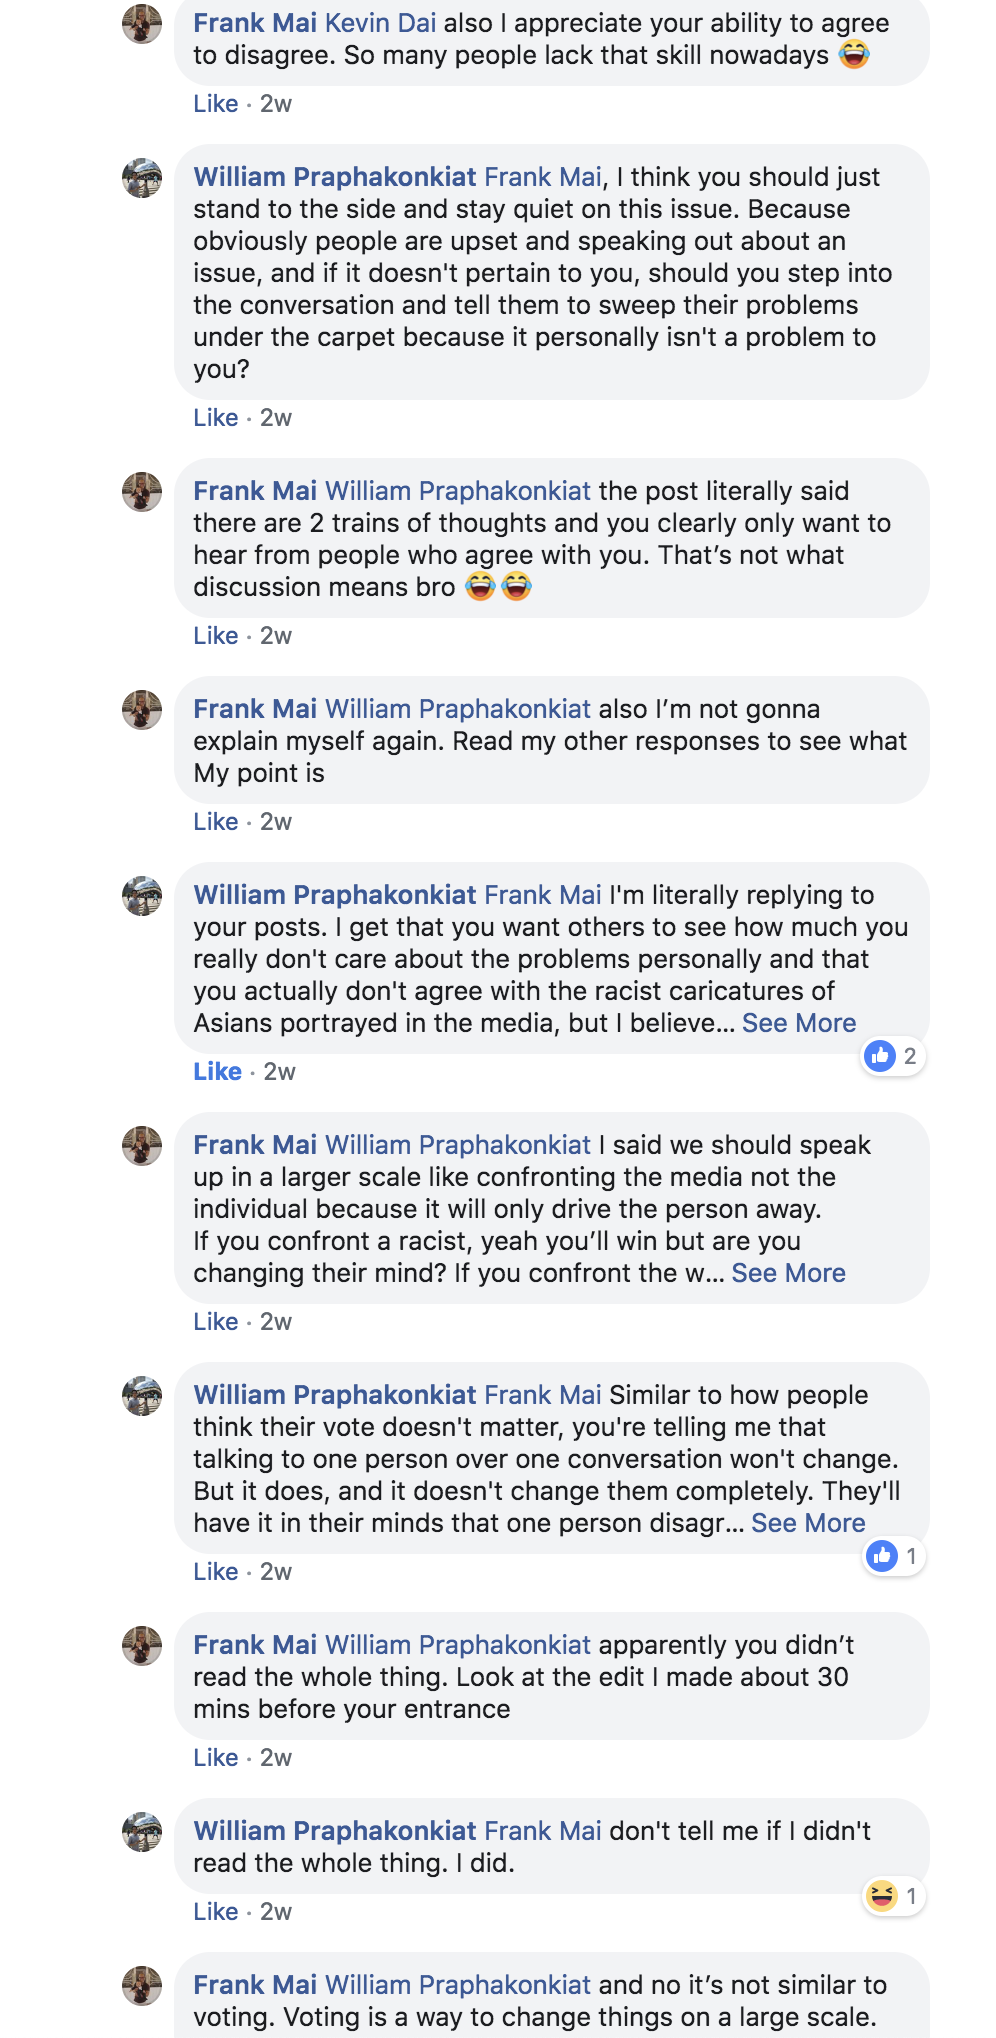 Frank Mai Kevin Dai also I appreciate your ability to agree
to disagree. So many people lack that skill nowadays 😂
Like · 2w
William Praphakonkiat Frank Mai, I think you should just
stand to the side and stay quiet on this issue. Because
obviously people are upset and speaking out about an
issue, and if it doesn't pertain to you, should you step into
the conversation and tell them to sweep their problems
under the carpet because it personally isn't a problem to
you?
Like · 2w
Frank Mai William Praphakonkiat the post literally said
there are 2 trains of thoughts and you clearly only want to
hear from people who agree with you. That’s not what
discussion means bro 😂😂
Like · 2w
Frank Mai William Praphakonkiat also I’m not gonna
explain myself again. Read my other responses to see what
My point is
Like · 2w
William Praphakonkiat Frank Mai I'm literally replying to
your posts. I get that you want others to see how much you
really don't care about the problems personally and that
you actually don't agree with the racist caricatures of
Asians portrayed in the media, but I believe... See More
2
Like · 2w
Frank Mai William Praphakonkiat I said we should speak
up in a larger scale like confronting the media not the
individual because it will only drive the person away.
If you confront a racist, yeah you’ll win but are you
changing their mind? If you confront the w... See More
Like · 2w
William Praphakonkiat Frank Mai Similar to how people
think their vote doesn't matter, you're telling me that
talking to one person over one conversation won't change.
But it does, and it doesn't change them completely. They'll
have it in their minds that one person disagr... See More
1
Like · 2w
Frank Mai William Praphakonkiat apparently you didn’t
read the whole thing. Look at the edit I made about 30
mins before your entrance
Like · 2w
William Praphakonkiat Frank Mai don't tell me if I didn't
read the whole thing. I did.
1
Like · 2w
Frank Mai William Praphakonkiat and no it’s not similar to
voting. Voting is a way to change things on a large scale.